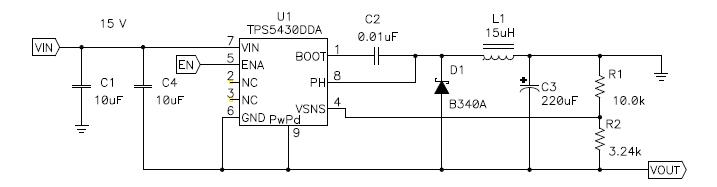 15 V
U1
TPS5430DDA
C2
0.01uF
L1
15uH
VIN
7 VIN
BOOT 1
EN
5 ENA
2 NC
3 NC
6 GND
PH 8
VSNS 4
PwPd
9
C1
10uF
C4
10uF
D1
B340A
C3
220uF
R1
10.0k
R2
3.24k
VOUT